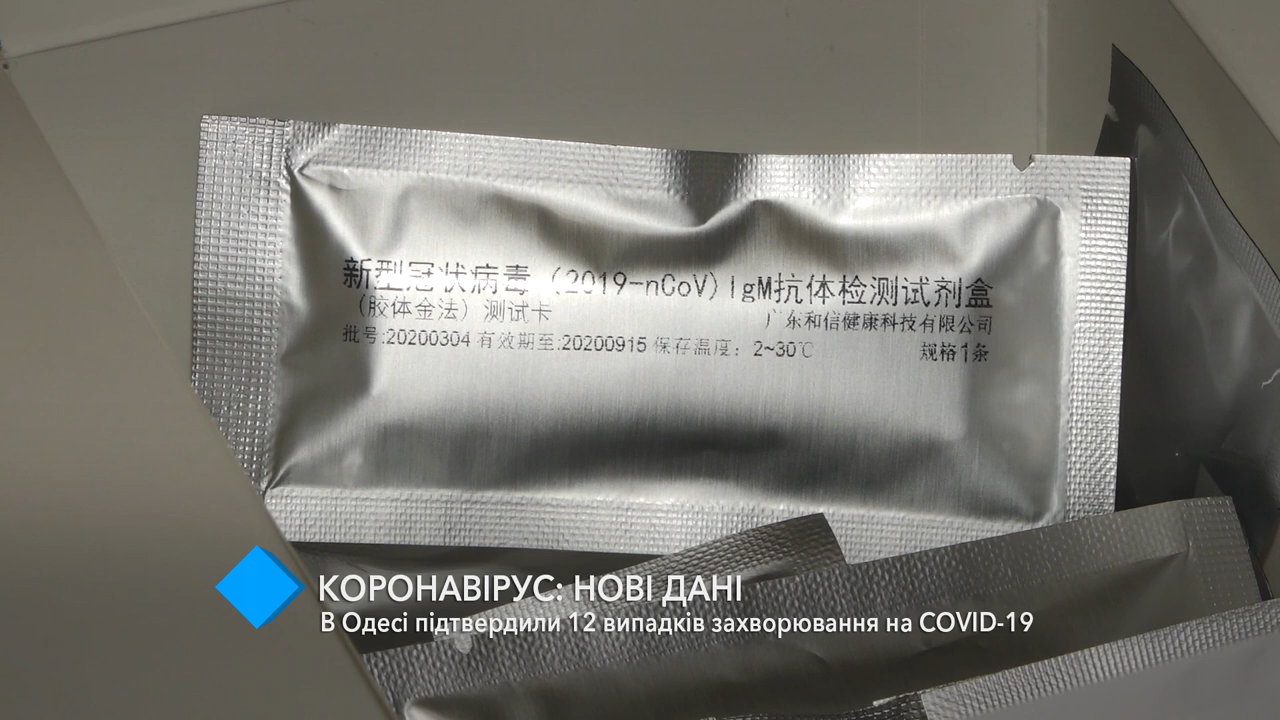 新型冠状病毒（2019-nCoV）IgM抗体检测试剂盒
（胶体金法）测试卡
广东和信健康科技有限公司
批号:20200304 有效期至:20200915 保存温度：2~30℃
规格1条
КОРОНАВІРУС: НОВІ ДАНІ
В Одесі підтвердили 12 випадків захворювання на COVID-19